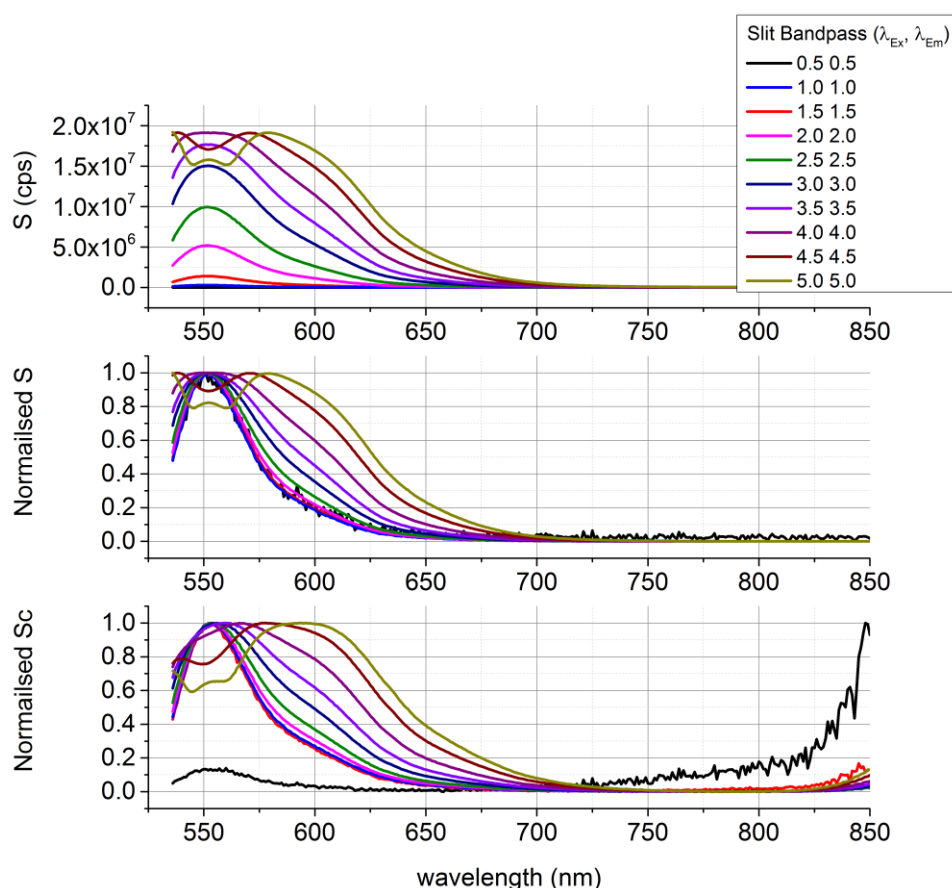 Slit Bandpass (λEx, λEm)
0.5 0.5
1.0 1.0
1.5 1.5
2.0 2.0
2.5 2.5
3.0 3.0
3.5 3.5
4.0 4.0
4.5 4.5
5.0 5.0
S (cps)
2.0x10⁷
1.5x10⁷
1.0x10⁷
5.0x10⁶
0.0
550 600 650 700 750 800 850
Normailsed S
1.0
0.8
0.6
0.4
0.2
0.0
550 600 650 700 750 800 850
Normailsed Sc
1.0
0.8
0.6
0.4
0.2
0.0
550 600 650 700 750 800 850
wavelength (nm)